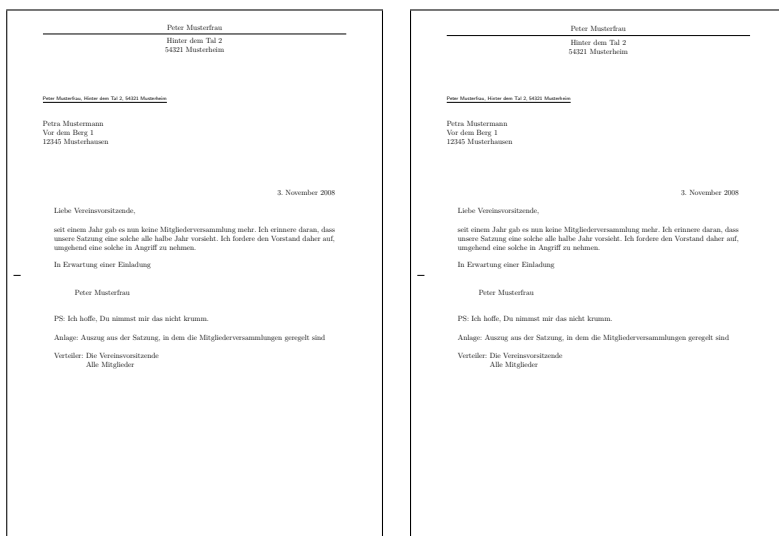 Peter Musterfrau
Hinter dem Tal 2
54321 Musterheim
Peter Musterfrau, Hinter dem Tal 2, 54321 Musterheim
Petra Mustermann
Vor dem Berg 1
12345 Musterhausen
3. November 2008
Liebe Vereinsvorsitzende,
seit einem Jahr gab es nun keine Mitgliederversammlung mehr. Ich erinnere daran, dass
unsere Satzung eine solche alle halbe Jahr vorsieht. Ich fordere den Vorstand daher auf,
umgehend eine solche in Angriff zu nehmen.
In Erwartung einer Einladung
Peter Musterfrau
PS: Ich hoffe, Du nimmst mir das nicht krumm.
Anlage: Auszug aus der Satzung, in dem die Mitgliederversammlungen geregelt sind
Verteiler: Die Vereinsvorsitzende
Alle Mitglieder
Peter Musterfrau
Hinter dem Tal 2
54321 Musterheim
Peter Musterfrau, Hinter dem Tal 2, 54321 Musterheim
Petra Mustermann
Vor dem Berg 1
12345 Musterhausen
3. November 2008
Liebe Vereinsvorsitzende,
seit einem Jahr gab es nun keine Mitgliederversammlung mehr. Ich erinnere daran, dass
unsere Satzung eine solche alle halbe Jahr vorsieht. Ich fordere den Vorstand daher auf,
umgehend eine solche in Angriff zu nehmen.
In Erwartung einer Einladung
Peter Musterfrau
PS: Ich hoffe, Du nimmst mir das nicht krumm.
Anlage: Auszug aus der Satzung, in dem die Mitgliederversammlungen geregelt sind
Verteiler: Die Vereinsvorsitzende
Alle Mitglieder